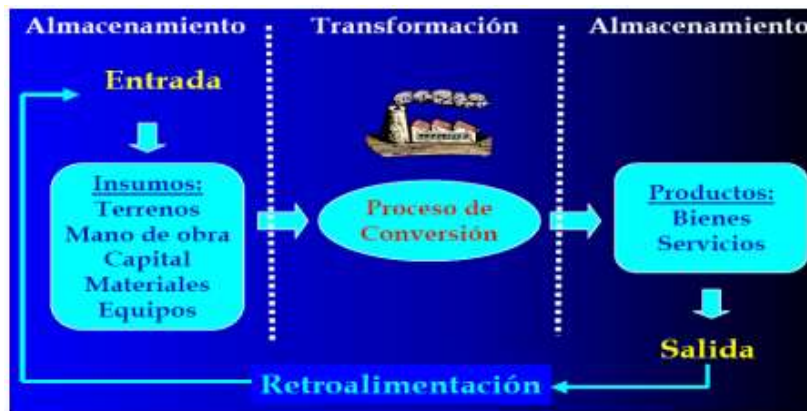 Almacenamiento
Transformación
Almacenamiento
Entrada
Insumos:
Terrenos
Mano de obra
Capital
Materiales
Equipos
Proceso de
Conversión
Productos:
Bienes
Servicios
Salida
Retroalimentación